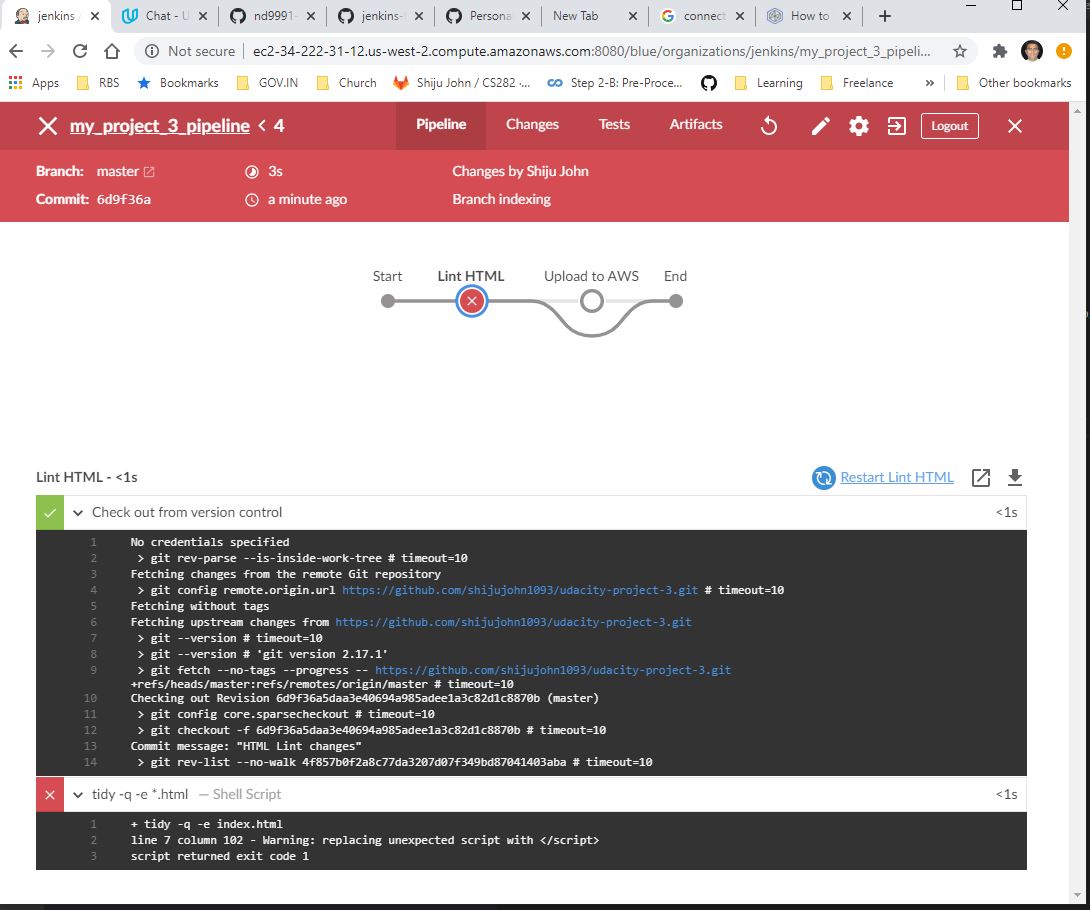 jenkins /
Chat - U
nd9991-
jenkins-
Persona
New Tab
connect
How to
Not secure
ec2-34-222-31-12.us-west-2.compute.amazonaws.com:8080/blue/organizations/jenkins/my_project_3_pipeli...
Apps
RBS
Bookmarks
GOV.IN
Church
Shiju John / CS282 -...
Step 2-B: Pre-Proce...
Learning
Freelance
»
Other bookmarks
my_project_3_pipeline < 4
Pipeline
Changes
Tests
Artifacts
Logout
Branch: master
3s
Changes by Shiju John
Commit: 6d9f36a
a minute ago
Branch indexing
Start
Lint HTML
Upload to AWS
End
Lint HTML - <1s
Restart Lint HTML
Check out from version control
<1s
1 No credentials specified
2 > git rev-parse --is-inside-work-tree # timeout=10
3 Fetching changes from the remote Git repository
4 > git config remote.origin.url https://github.com/shijujohn1093/udacity-project-3.git # timeout=10
5 Fetching without tags
6 Fetching upstream changes from https://github.com/shijujohn1093/udacity-project-3.git
7 > git --version # timeout=10
8 > git --version # 'git version 2.17.1'
9 > git fetch --no-tags --progress -- https://github.com/shijujohn1093/udacity-project-3.git
+refs/heads/master:refs/remotes/origin/master # timeout=10
10 Checking out Revision 6d9f36a5daa3e40694a985adee1a3c82d1c8870b (master)
11 > git config core.sparsecheckout # timeout=10
12 > git checkout -f 6d9f36a5daa3e40694a985adee1a3c82d1c8870b # timeout=10
13 Commit message: "HTML Lint changes"
14 > git rev-list --no-walk 4f857b0f2a8c77da3207d07f349bd87041403aba # timeout=10
tidy -q -e *.html — Shell Script
<1s
1 + tidy -q -e index.html
2 line 7 column 102 - Warning: replacing unexpected script with </script>
3 script returned exit code 1